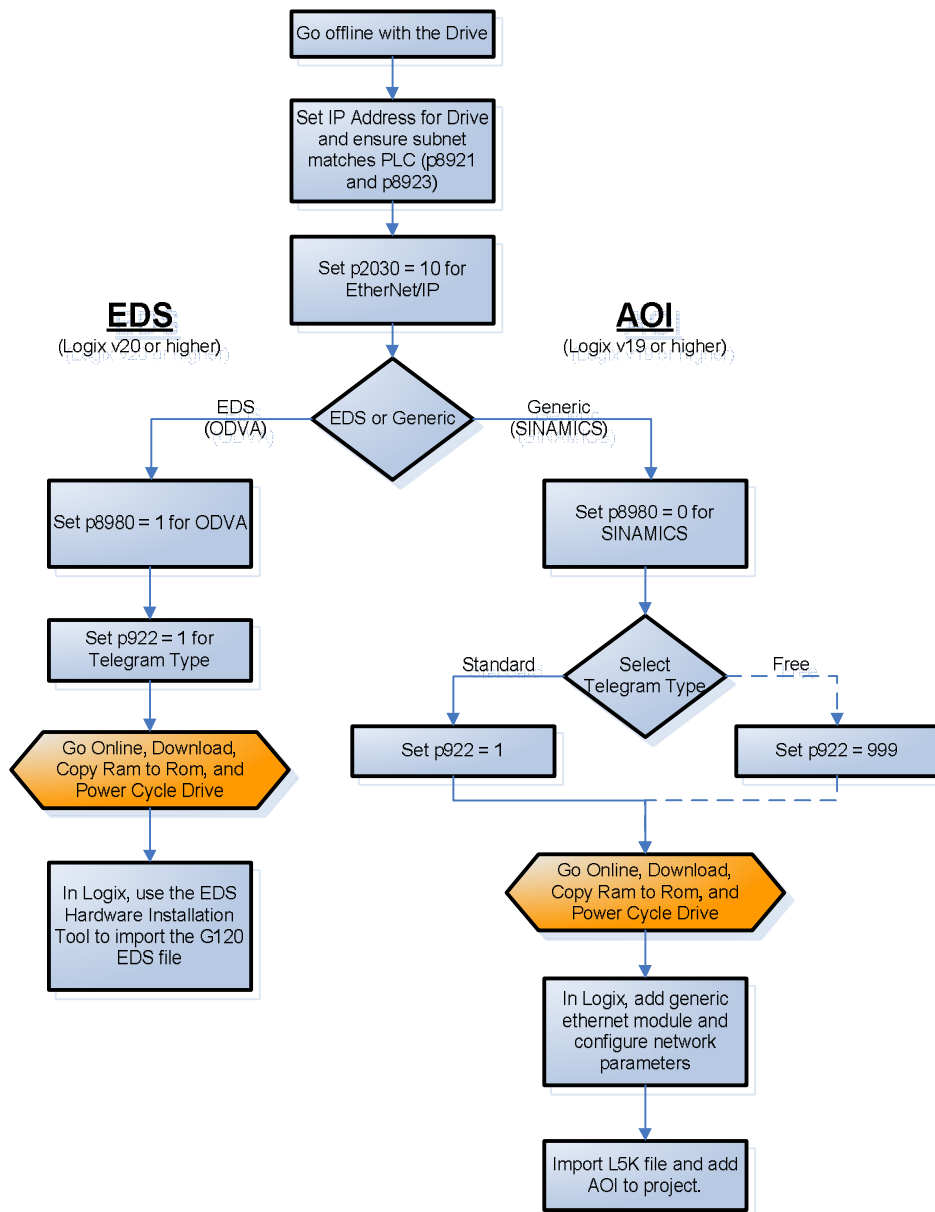 Go offline with the Drive
Set IP Address for Drive
and ensure subnet
matches PLC (p8921
and p8923)
Set p2030 = 10 for
EtherNet/IP
EDS
(Logix v20 or higher)
AOI
(Logix v19 or higher)
EDS or Generic
EDS
(ODVA)
Generic
(SINAMICS)
Set p8980 = 1 for ODVA
Set p922 = 1 for
Telegram Type
Go Online, Download,
Copy Ram to Rom, and
Power Cycle Drive
In Logix, use the EDS
Hardware Installation
Tool to import the G120
EDS file
Set p8980 = 0 for
SINAMICS
Select
Telegram Type
Standard
Free
Set p922 = 1
Set p922 = 999
Go Online, Download,
Copy Ram to Rom, and
Power Cycle Drive
In Logix, add generic
ethernet module and
configure network
parameters
Import L5K file and add
AOI to project.